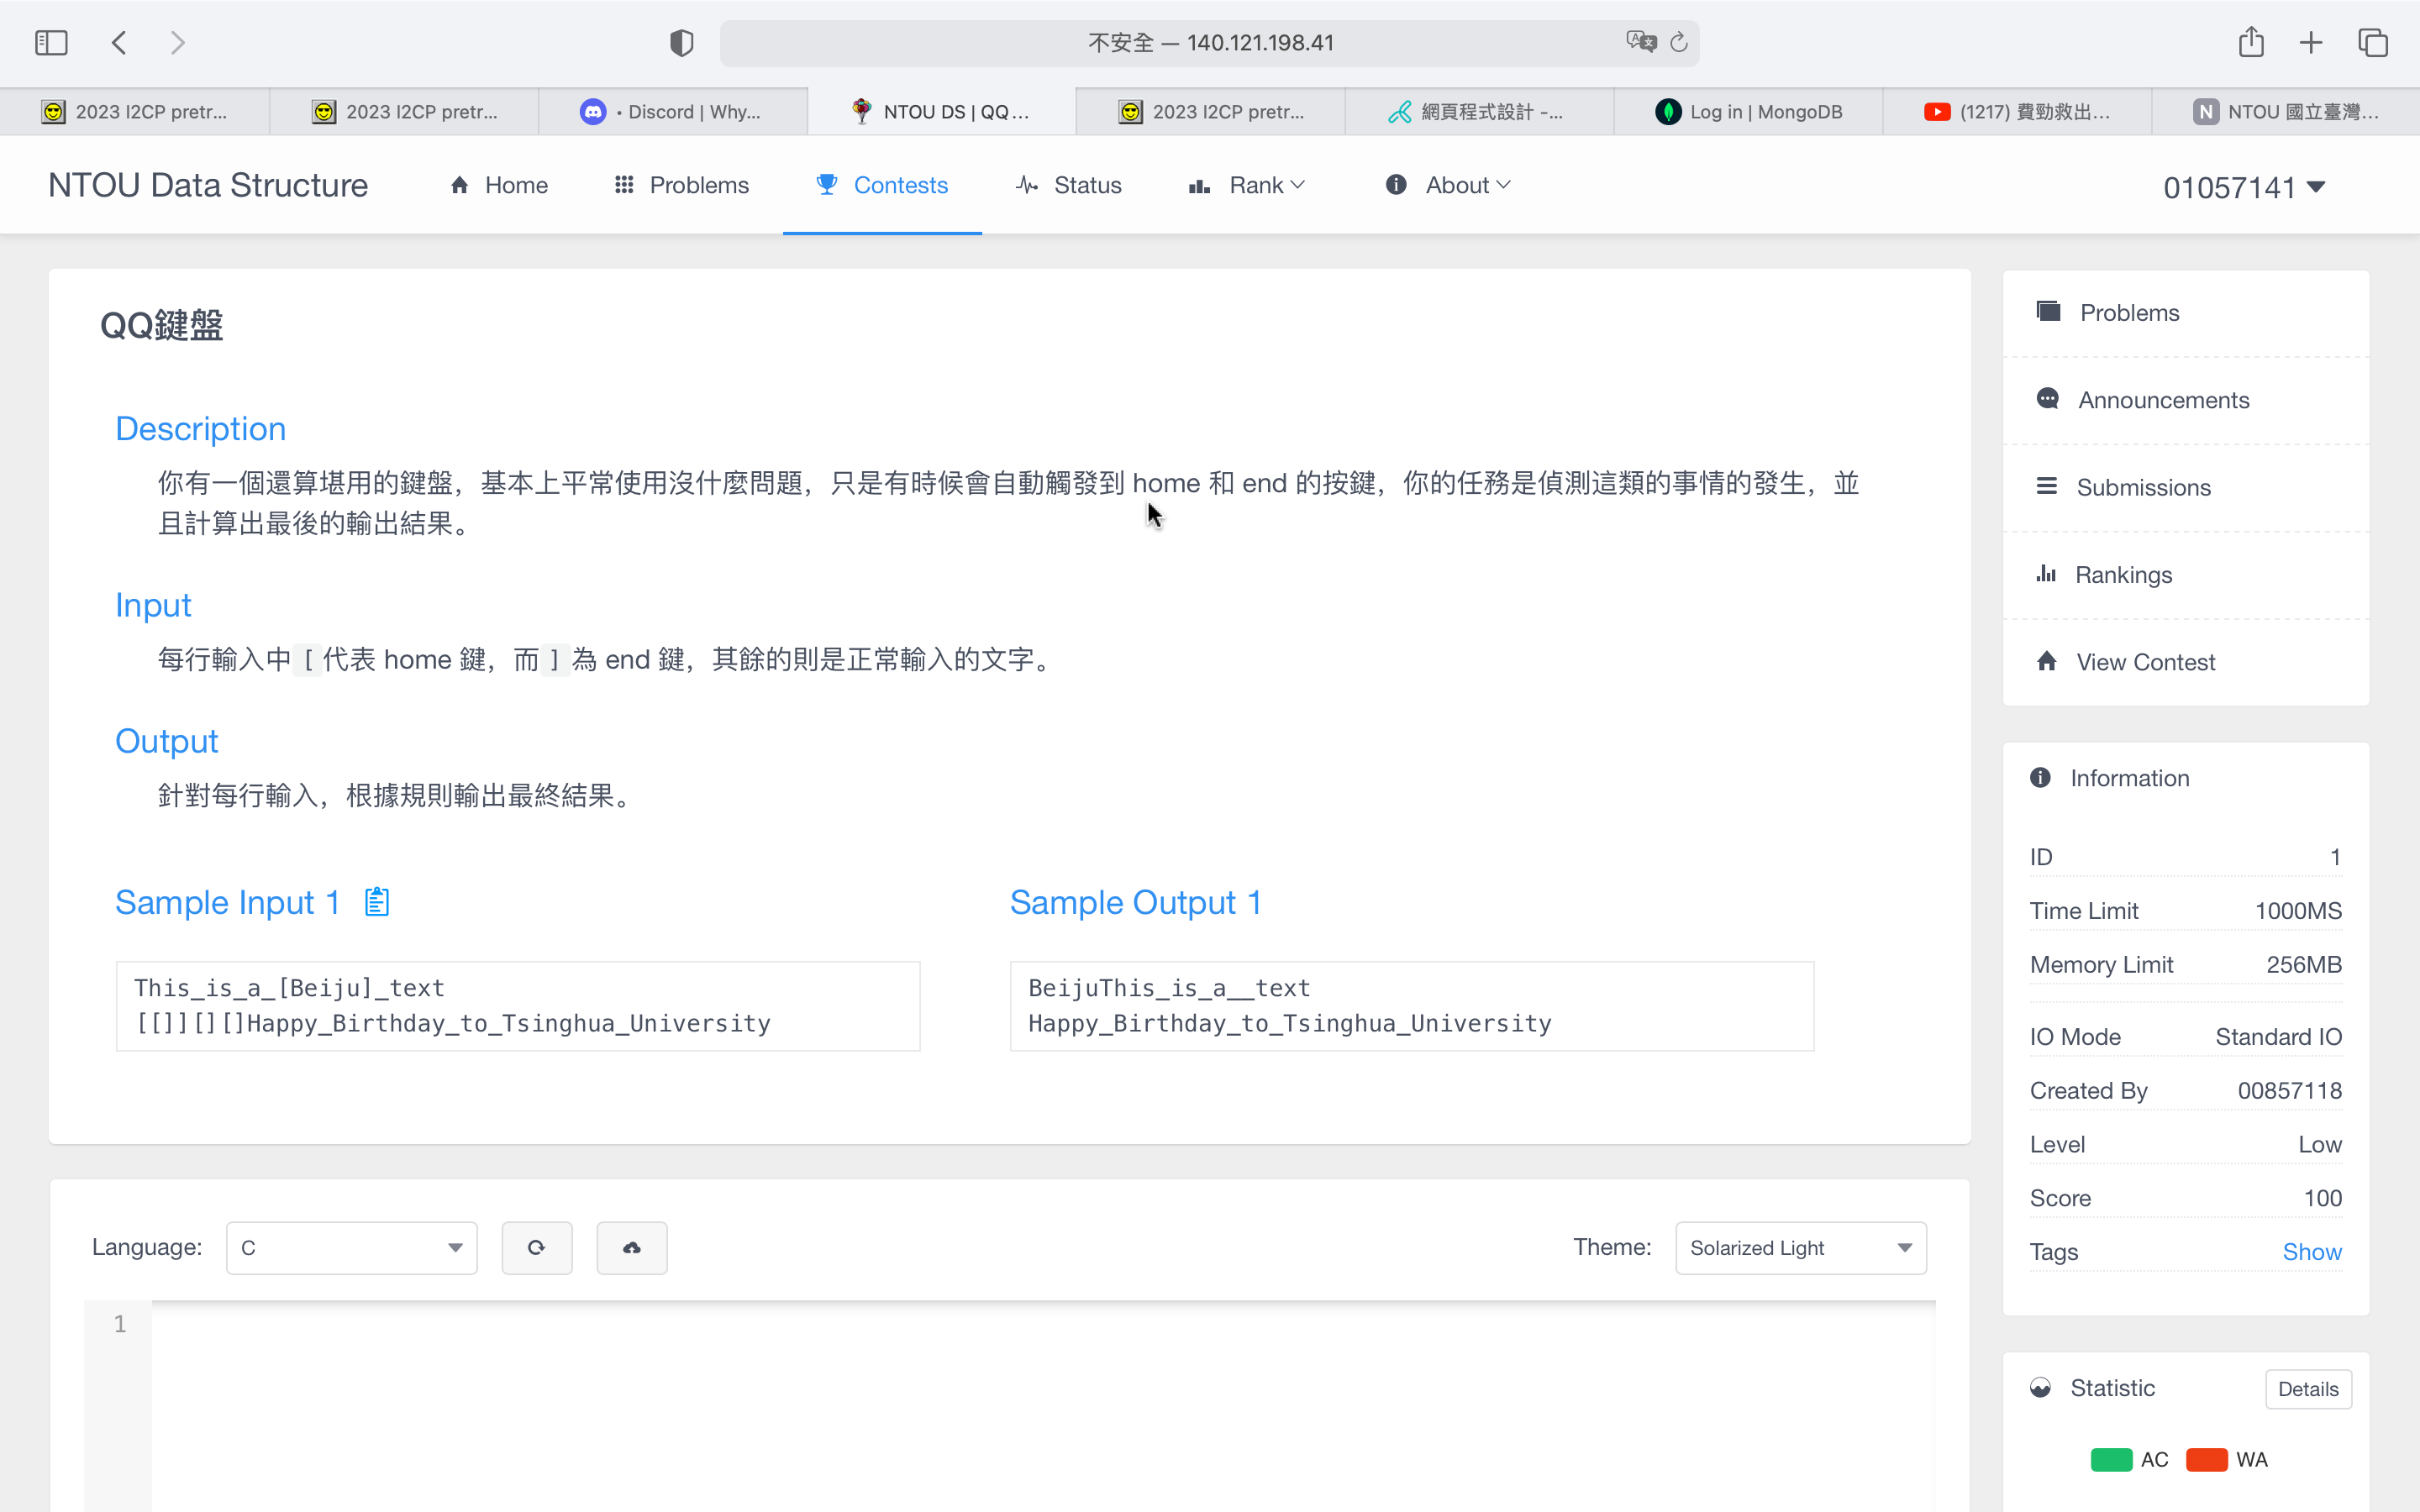 不安全 — 140.121.198.41
2023 I2CP pretr...
2023 I2CP pretr...
• Discord | Why...
NTOU DS | QQ...
2023 I2CP pretr...
網頁程式設計 -...
Log in | MongoDB
(1217) 費勁救出...
N NTOU 國立臺灣...
NTOU Data Structure
Home
Problems
Contests
Status
Rank
About
01057141
QQ鍵盤
Description
你有一個還算堪用的鍵盤，基本上平常使用沒什麼問題，只是有時候會自動觸發到 home 和 end 的按鍵，你的任務是偵測這類的事情的發生，並
且計算出最後的輸出結果。
Input
每行輸入中 [ 代表 home 鍵，而 ] 為 end 鍵，其餘的則是正常輸入的文字。
Output
針對每行輸入，根據規則輸出最終結果。
Sample Input 1
This_is_a_[Beiju]_text
[[]][][]Happy_Birthday_to_Tsinghua_University
Sample Output 1
BeijuThis_is_a__text
Happy_Birthday_to_Tsinghua_University
Language:
C
Theme:
Solarized Light
1
Problems
Announcements
Submissions
Rankings
View Contest
Information
ID 1
Time Limit 1000MS
Memory Limit 256MB
IO Mode Standard IO
Created By 00857118
Level Low
Score 100
Tags Show
Statistic
Details
AC
WA